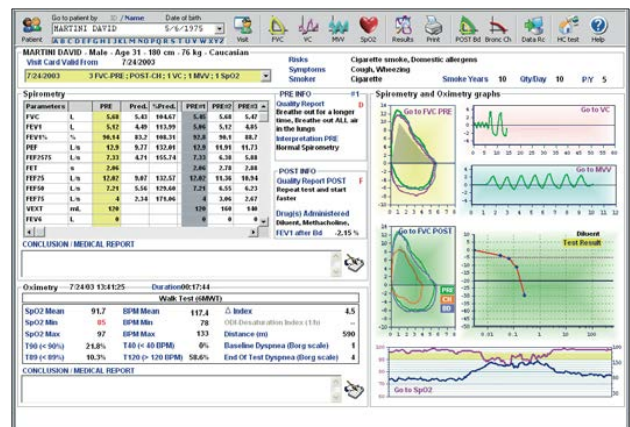 Go to patient by ID / Name Date of birth
MARTINI DAVID 5/6/1975
A B C D E F G H I J K L M N O P Q R S T U V W X Y Z
Patient Visit FVC VC MVV SpO2 Results Print POST Bd Bronc Ch Data Rc HC test Help
MARTINI DAVID - Male - Age 31 - 180 cm - 76 kg - Caucasian
Visit Card Valid From 7/24/2003
7/24/2003 3 FVC-PRE ; POST-CH ; 1 VC ; 1 MVV ; 1 SpO2
Risks Cigarette smoke, Domestic allergens
Symptoms Cough, Wheezing
Smoker Cigarette Smoke Years 10 Qty/Day 10 P/Y 5
Spirometry
Parameters PRE Pred. %Pred. PRE#1 PRE#2 PRE#3
FVC L 5,68 5.43 104.67 5,45 5.68 5.47
FEV1 L 5,12 4.49 113.99 5,06 5.12 4.85
FEV1% % 90.14 83.2 108.31 92.8 90.1 88.7
PEF L/s 12.9 9.77 132.01 12.9 11.91 11.73
FEF2575 L/s 7,33 4.71 155.74 7,33 6.38 5.88
FET s 2.06 2.06 2.78 2.88
FEF25 L/s 12.02 9.07 132.57 12.02 11.36 10.94
FEF50 L/s 7.21 5.56 129.60 7.21 6.55 6.23
FEF75 L/s 4 2.34 171.06 4 3.06 2.67
VEXT mL 120 120 160 140
FEV6 L 0 0 0 0
PRE INFO #1
Quality Report D
Breathe out for a longer
time, Breathe out ALL air
in the lungs
Interpretation PRE
Normal Spirometry
POST INFO
Quality Report POST F
Repeat test and start
faster
Drug(s) Administered
Diluent, Methacholine,
FEV1 after Bd -2,15 %
CONCLUSION / MEDICAL REPORT
Spirometry and Oximetry graphs
Go to FVC PRE
Go to VC
Go to MVV
Go to FVC POST
PRE
CH
BD
Diluent
Test Result
0.01 0.1 1 10 100
Go to SpO2
Oximetry 7/24/03 13:41:25 Duration00:17:44
Walk Test (6MWT)
SpO2 Mean 91.7 BPM Mean 117.4 Δ Index 4.5
SpO2 Min 85 BPM Min 78 ODI-Desaturation Index (1/h) --
SpO2 Max 97 BPM Max 133 Distance (m) 590
T90 (< 90%) 21.8% T40 (< 40 BPM) 0% Baseline Dyspnea (Borg scale) 1
T89 (< 89%) 10.3% T120 (> 120 BPM) 58.6% End Of Test Dyspnea (Borg scale) 4
CONCLUSION / MEDICAL REPORT